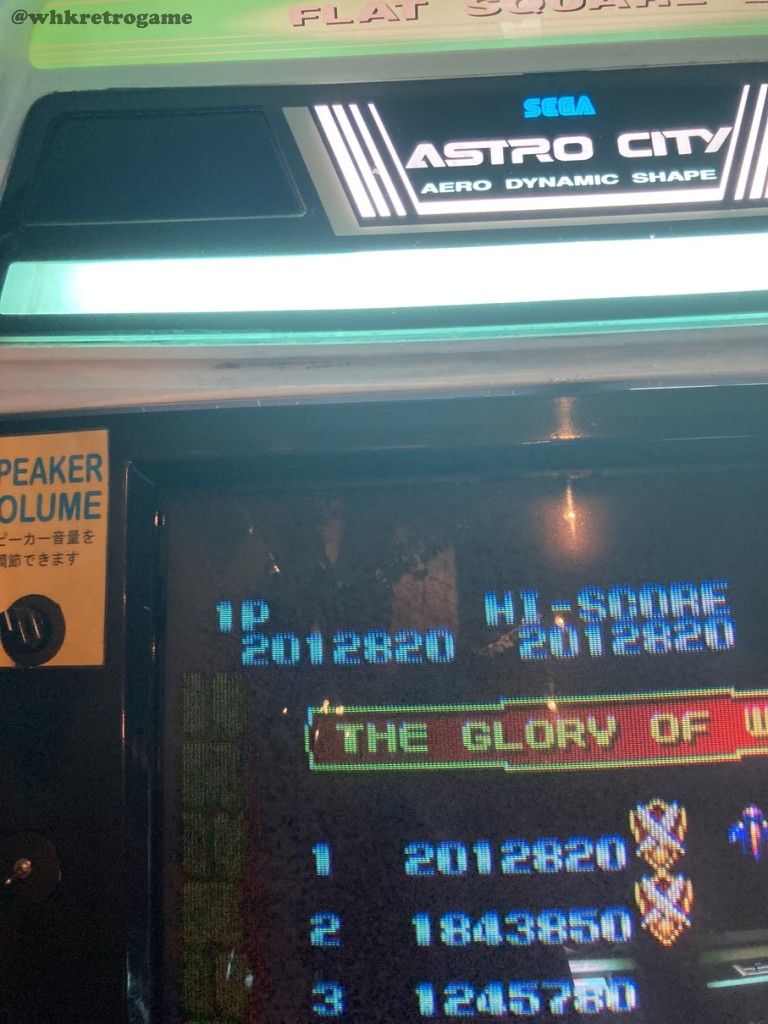 @whkretrogame
FLAT SQUARE
SEGA
ASTRO CITY
AERO DYNAMIC SHAPE
PEAKER
OLUME
ピーカー音量を
調節できます
1P
2012820
HI-SCORE
2012820
THE GLORY OF W
1 2012820
2 1843850
3 1245780